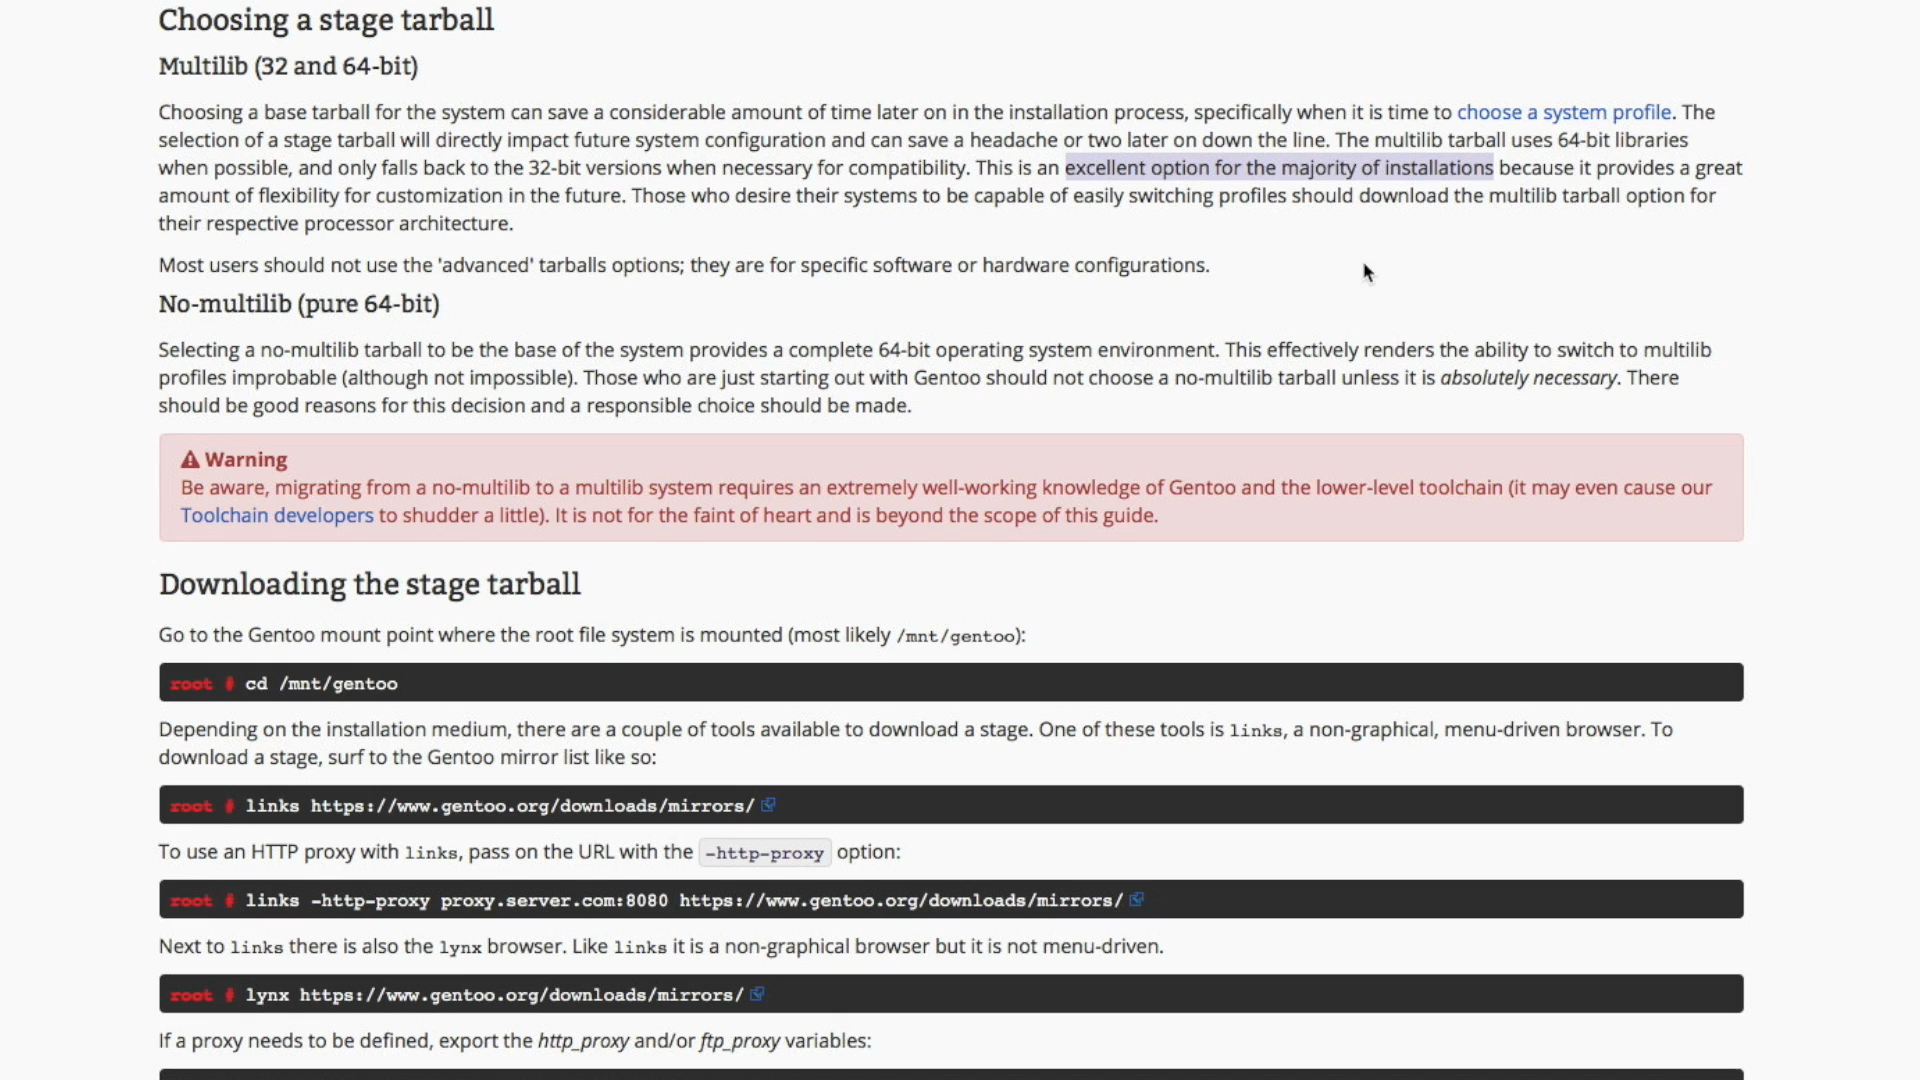 Choosing a stage tarball
Multilib (32 and 64-bit)
Choosing a base tarball for the system can save a considerable amount of time later on in the installation process, specifically when it is time to choose a system profile. The
selection of a stage tarball will directly impact future system configuration and can save a headache or two later on down the line. The multilib tarball uses 64-bit libraries
when possible, and only falls back to the 32-bit versions when necessary for compatibility. This is an excellent option for the majority of installations because it provides a great
amount of flexibility for customization in the future. Those who desire their systems to be capable of easily switching profiles should download the multilib tarball option for
their respective processor architecture.
Most users should not use the 'advanced' tarballs options; they are for specific software or hardware configurations.
No-multilib (pure 64-bit)
Selecting a no-multilib tarball to be the base of the system provides a complete 64-bit operating system environment. This effectively renders the ability to switch to multilib
profiles improbable (although not impossible). Those who are just starting out with Gentoo should not choose a no-multilib tarball unless it is absolutely necessary. There
should be good reasons for this decision and a responsible choice should be made.
Warning
Be aware, migrating from a no-multilib to a multilib system requires an extremely well-working knowledge of Gentoo and the lower-level toolchain (it may even cause our
Toolchain developers to shudder a little). It is not for the faint of heart and is beyond the scope of this guide.
Downloading the stage tarball
Go to the Gentoo mount point where the root file system is mounted (most likely /mnt/gentoo):
root # cd /mnt/gentoo
Depending on the installation medium, there are a couple of tools available to download a stage. One of these tools is links, a non-graphical, menu-driven browser. To
download a stage, surf to the Gentoo mirror list like so:
root # links https://www.gentoo.org/downloads/mirrors/
To use an HTTP proxy with links, pass on the URL with the -http-proxy option:
root # links -http-proxy proxy.server.com:8080 https://www.gentoo.org/downloads/mirrors/
Next to links there is also the lynx browser. Like links it is a non-graphical browser but it is not menu-driven.
root # lynx https://www.gentoo.org/downloads/mirrors/
If a proxy needs to be defined, export the http_proxy and/or ftp_proxy variables: